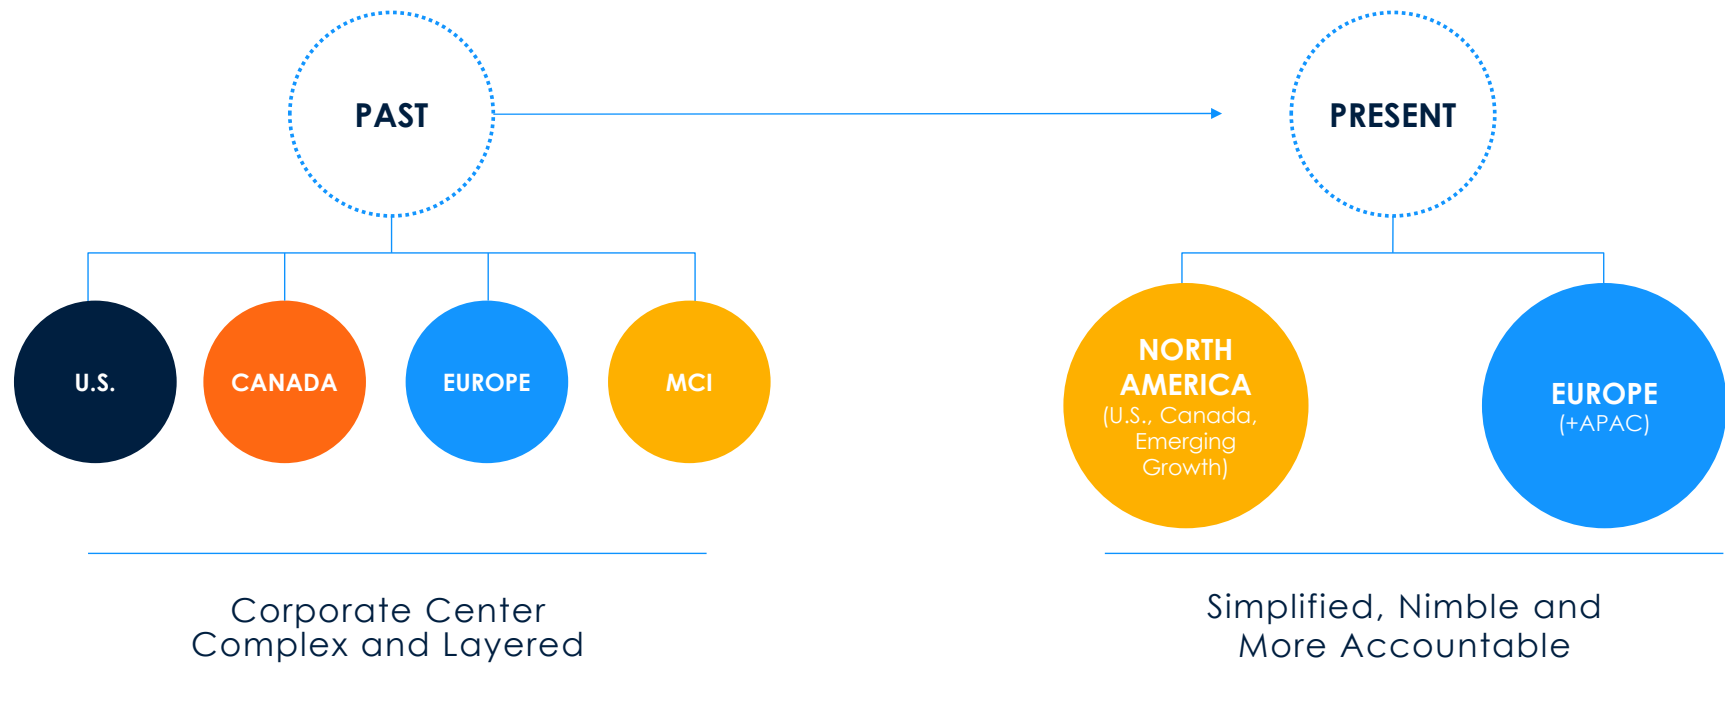 PAST
PRESENT
U.S.
CANADA
EUROPE
MCI
NORTH
AMERICA
(U.S., Canada,
Emerging
Growth)
EUROPE
(+APAC)
Corporate Center
Complex and Layered
Simplified, Nimble and
More Accountable